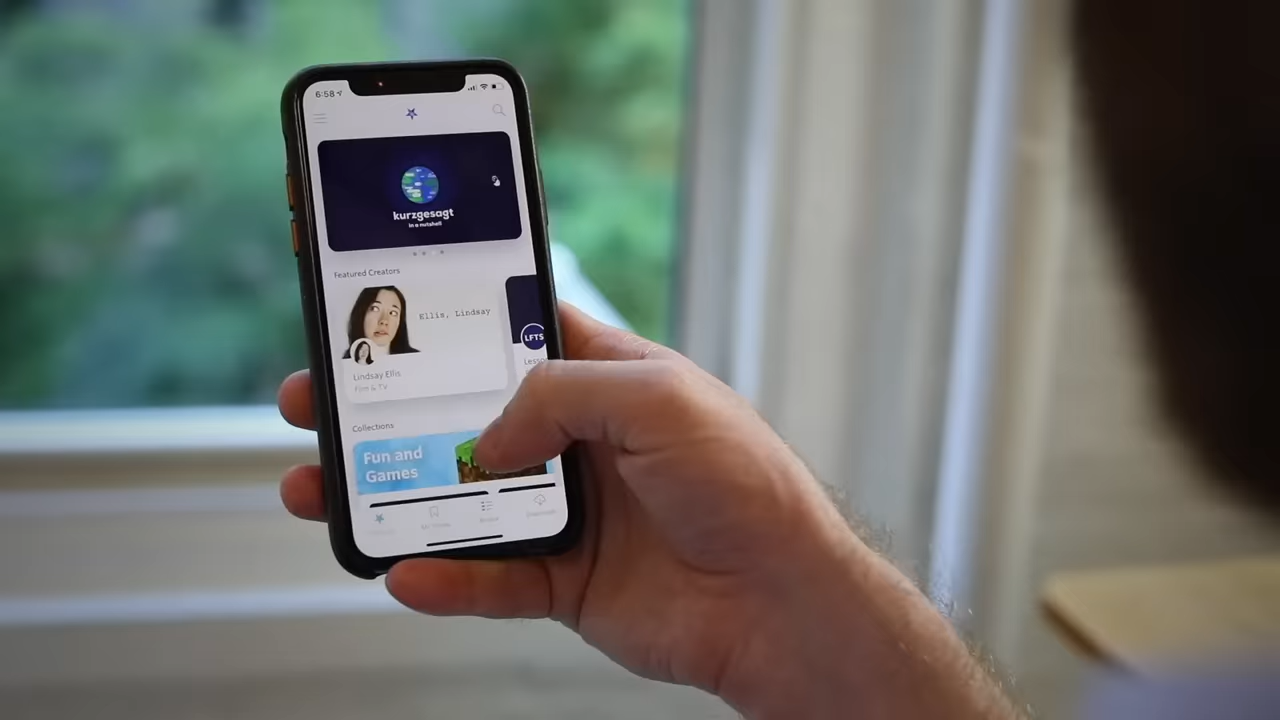 6:58
kurzgesagt
in a nutshell
Featured Creators
Ellis, Lindsay
LFTS
Lindsay Ellis
Film & TV
Collections
Fun and
Games